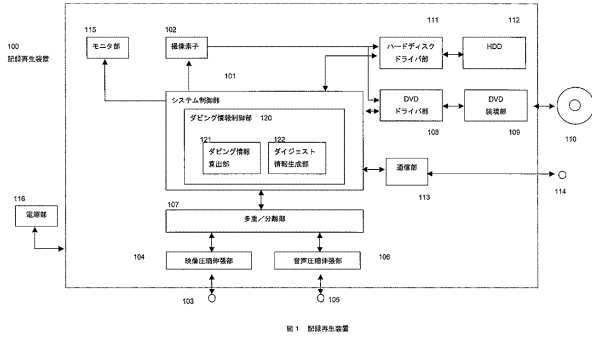 115
モニタ部
102
撮像素子
111
ハードディスク
ドライバ部
112
HDD
100
記録再生装置
101
システム制御部
ダビング情報制御部 120
121
ダビング情報
算出部
122
ダイジェスト
情報生成部
DVD
ドライバ部
108
DVD
装填部
109
110
通信部
113
114
116
電源部
107
多重/分離部
104
映像圧縮伸張部
音声圧縮伸張部
106
103
105
図1 記録再生装置